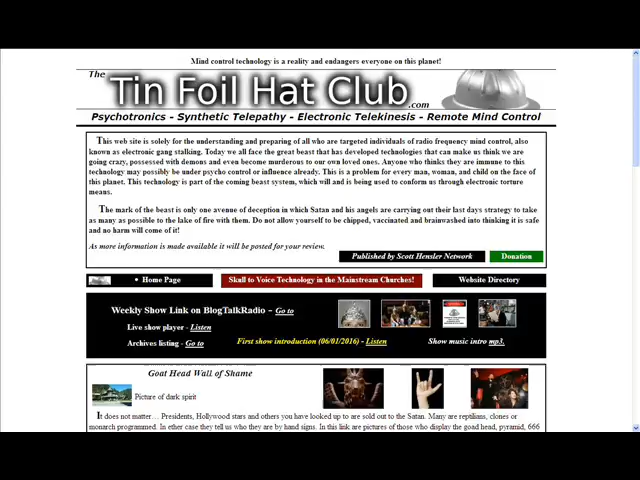 Mind control technology is a reality and endangers everyone on this planet!
The
Tin Foil Hat Club
.com
Psychotronics - Synthetic Telepathy - Electronic Telekinesis - Remote Mind Control
This web site is solely for the understanding and preparing of all who are targeted individuals of radio frequency mind control, also
known as electronic gang stalking. Today we all face the great beast that has developed technologies that can make us think we are
going crazy, possessed with demons and even become murderous to our own loved ones. Anyone who thinks they are immune to this
technology may possibly be under psycho control or influence already. This is a problem for every man, woman, and child on the face of
this planet. This technology is part of the coming beast system, which will and is being used to conform us through electronic torture
means.
The mark of the beast is only one avenue of deception in which Satan and his angels are carrying out their last days strategy to take
as many as possible to the lake of fire with them. Do not allow yourself to be chipped, vaccinated and brainwashed into thinking it is safe
and no harm will come of it!
As more information is made available it will be posted for your review.
Published by Scott Hensler Network
Donation
• Home Page
Skull to Voice Technology in the Mainstream Churches!
Website Directory
Weekly Show Link on BlogTalkRadio - Go to
Live show player - Listen
Archives listing - Go to
First show introduction (06/01/2016) - Listen
Show music intro mp3.
Goat Head Wall of Shame
Picture of dark spirit
It does not matter… Presidents, Hollywood stars and others you have looked up to are sold out to the Satan. Many are reptilians, clones or
monarch programmed. In ether case they tell us who they are by hand signs. In this link are pictures of those who display the goad head, pyramid, 666